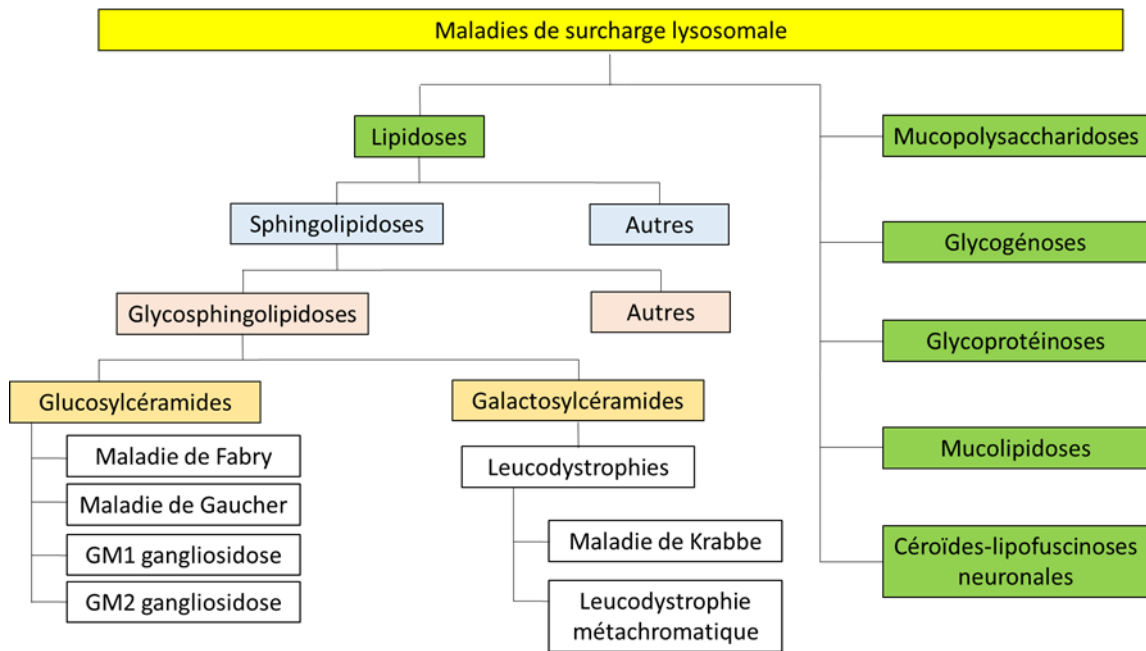 Maladies de surcharge lysosomale
Lipidoses
Sphingolipidoses
Autres
Glycosphingolipidoses
Autres
Glucosylcéramides
Maladie de Fabry
Maladie de Gaucher
GM1 gangliosidose
GM2 gangliosidose
Galactosylcéramides
Leucodystrophies
Maladie de Krabbe
Leucodystrophie
métachromatique
Mucopolysaccharidoses
Glycogénoses
Glycoprotéinoses
Mucolipidoses
Céroïdes-lipofuscinoses
neuronales